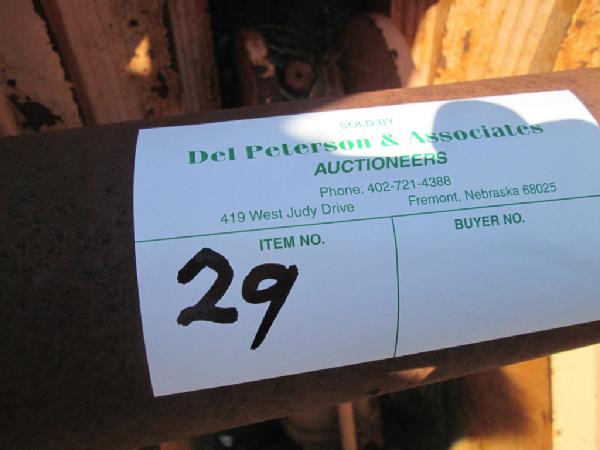 SOLD BY
Del Peterson & Associates
AUCTIONEERS
Phone: 402-721-4388
419 West Judy Drive Fremont, Nebraska 68025
ITEM NO. BUYER NO.
29